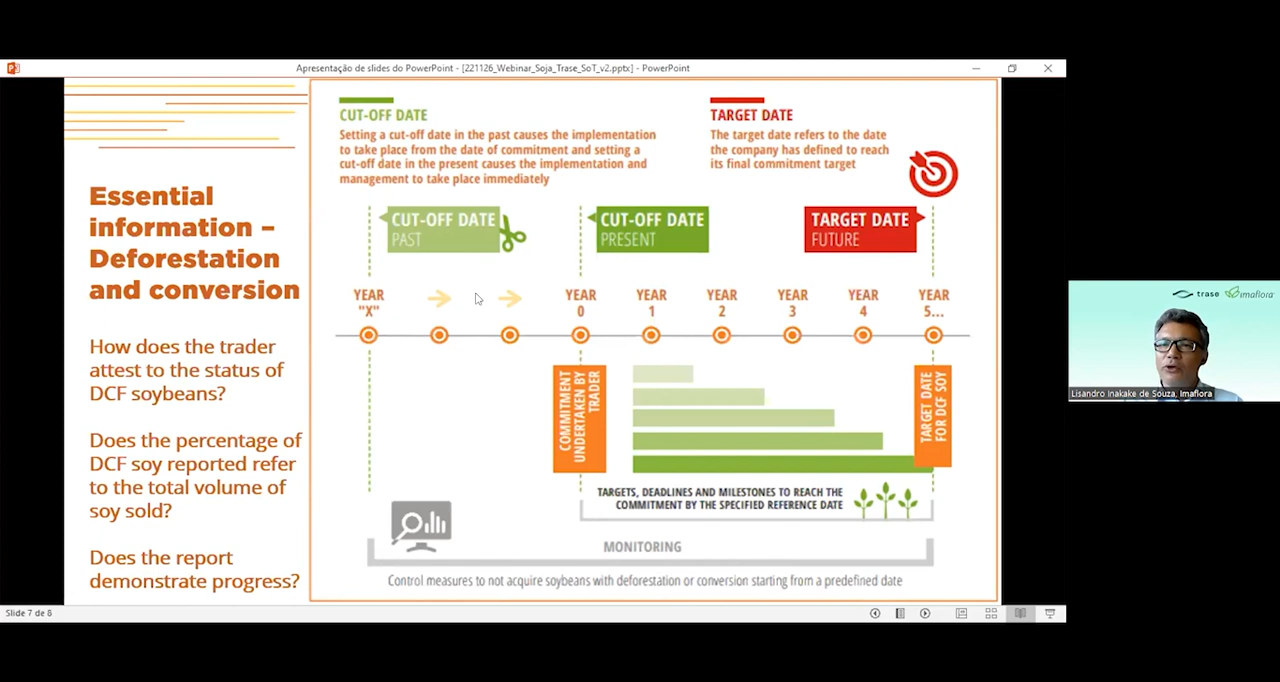 Apresentação de slides do PowerPoint - [221126_Webinar_Soja_Trase_SoT_v2.pptx] - PowerPoint
Essential
information –
Deforestation
and conversion
How does the trader
attest to the status of
DCF soybeans?
Does the percentage of
DCF soy reported refer
to the total volume of
soy sold?
Does the report
demonstrate progress?
CUT-OFF DATE
Setting a cut-off date in the past causes the implementation
to take place from the date of commitment and setting a
cut-off date in the present causes the implementation and
management to take place immediately
TARGET DATE
The target date refers to the date
the company has defined to reach
its final commitment target
CUT-OFF DATE
PAST
CUT-OFF DATE
PRESENT
TARGET DATE
FUTURE
YEAR
"X"
YEAR
0
YEAR
1
YEAR
2
YEAR
3
YEAR
4
YEAR
5...
COMMITMENT
UNDERTAKEN BY
TRADER
TARGET DATE
FOR DCF SOY
TARGETS, DEADLINES AND MILESTONES TO REACH THE
COMMITMENT BY THE SPECIFIED REFERENCE DATE
MONITORING
Control measures to not acquire soybeans with deforestation or conversion starting from a predefined date
Slide 7 de 8
trase imaflora
Lisandro Inakake de Souza, Imaflora